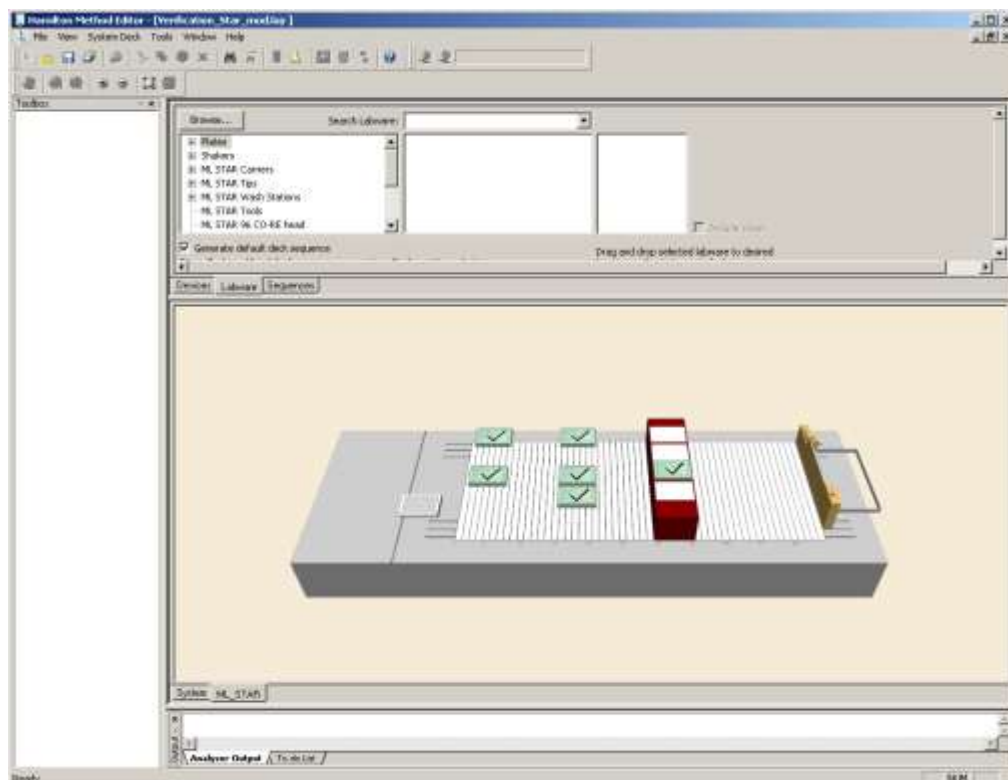 Hamilton Method Editor - [Verification_Star_mod.lay ]
File View System Deck Tools Window Help
Toolbox
Browse... Search Labware:
Plates
Shakers
ML STAR Carriers
ML STAR Tips
ML STAR Wash Stations
ML STAR Tools
ML STAR 96 CO-RE head
Generate default deck sequence
Drag and drop selected labware to desired
Devices Labware Sequences
System ML_STAR
Output
Analyzer Output To do List
Ready NUM